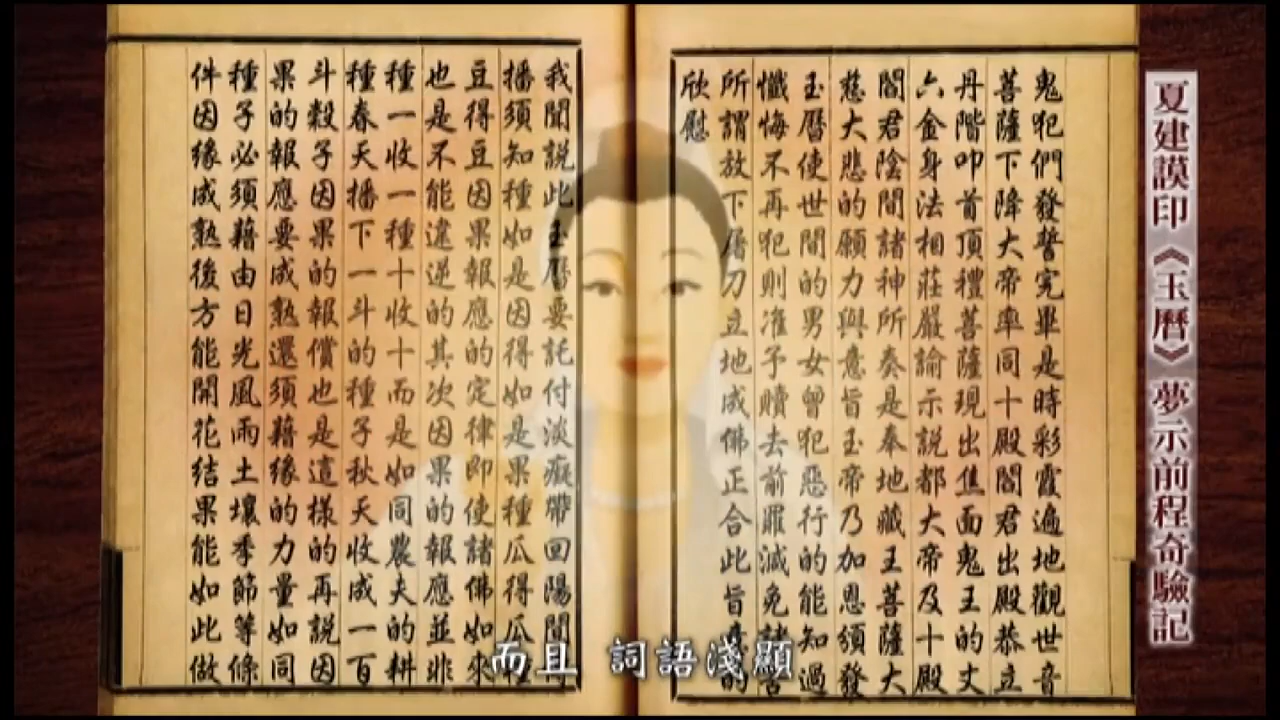 夏建謨印《玉曆》夢示前程奇驗記
鬼犯們發誓完畢是時彩霞遍地觀世音
菩薩下降大帝率同十殿閻君出殿恭立
丹階叩首頂禮菩薩現出焦面鬼王的丈
六金身法相莊嚴諭示說都大帝及十殿
閻君陰間諸神所奏是奉地藏王菩薩大
慈大悲的願力與意旨玉帝乃加恩頒發
玉曆使世間的男女曾犯惡行的能知過
懺悔不再犯則准予贖去前罪減免諸苦
所謂放下屠刀立地成佛正合此旨的
欣慰
我聞說此玉曆要託付淡癡帶回陽間
播須知種如是因得如是果種瓜得瓜種
豆得豆因果報應的定律即使諸佛如來
也是不能違逆的其次因果的報應並非
種一收一種十收十而是如同農夫的耕
種春天播下一斗的種子秋天收成一百
斗穀子因果的報償也是這樣的再說因
果的報應要成熟還須藉緣的力量如同
種子必須藉由日光風雨土壤季節等條
件因緣成熟後方能開花結果能如此做
而且 詞語淺顯